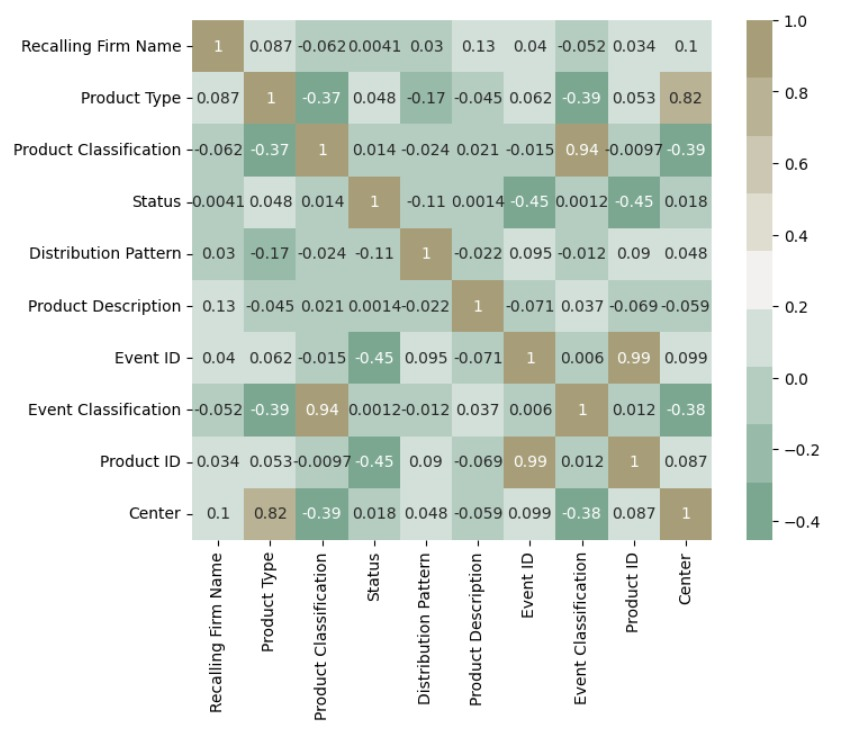 Recalling Firm Name 1 0.087 -0.062 0.0041 0.03 0.13 0.04 -0.052 0.034 0.1
Product Type 0.087 1 -0.37 0.048 -0.17 -0.045 0.062 -0.39 0.053 0.82
Product Classification -0.062 -0.37 1 0.014 -0.024 0.021 -0.015 0.94 -0.0097 -0.39
Status 0.0041 0.048 0.014 1 -0.11 0.0014 -0.45 0.0012 -0.45 0.018
Distribution Pattern 0.03 -0.17 -0.024 -0.11 1 -0.022 0.095 -0.012 0.09 0.048
Product Description 0.13 -0.045 0.021 0.0014 -0.022 1 -0.071 0.037 -0.069 -0.059
Event ID 0.04 0.062 -0.015 -0.45 0.095 -0.071 1 0.006 0.99 0.099
Event Classification -0.052 -0.39 0.94 0.0012 -0.012 0.037 0.006 1 0.012 -0.38
Product ID 0.034 0.053 -0.0097 -0.45 0.09 -0.069 0.99 0.012 1 0.087
Center 0.1 0.82 -0.39 0.018 0.048 -0.059 0.099 -0.38 0.087 1
Recalling Firm Name
Product Type
Product Classification
Status
Distribution Pattern
Product Description
Event ID
Event Classification
Product ID
Center
1.0
0.8
0.6
0.4
0.2
0.0
−0.2
−0.4